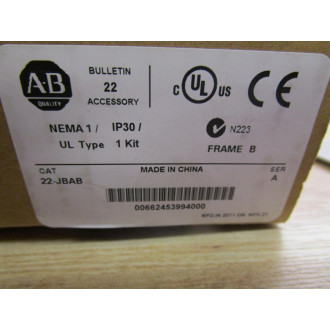 A-B
QUALITY
BULLETIN
22
ACCESSORY
C UL US
CE
NEMA 1 / IP30 /
UL Type 1 Kit
N223
FRAME B
CAT
22-JBAB
MADE IN CHINA
SER
A
00662453994000